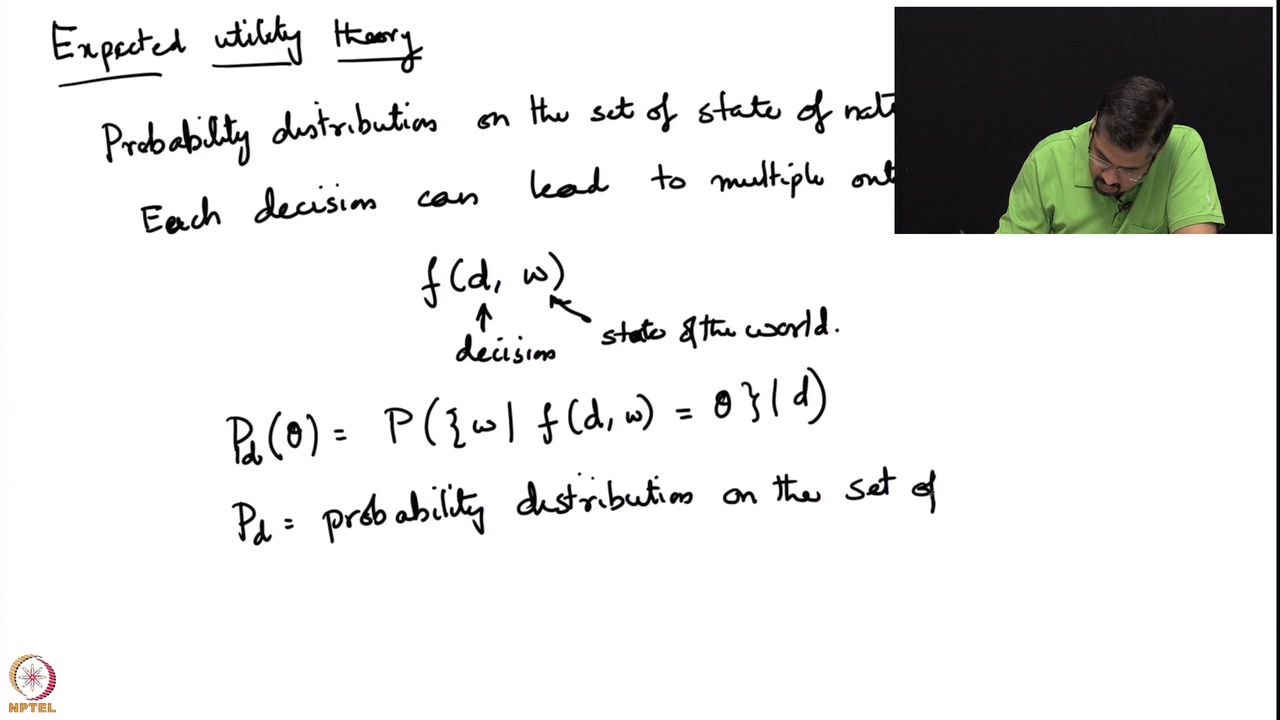 Expected utility theory
Probability distribution on the set of state of nat
Each decision can lead to multiple out
f(d, w)
decision
state of the world.
P_d(θ) = P({w| f(d, w) = θ}| d)
P_d = probability distribution on the set of
NPTEL